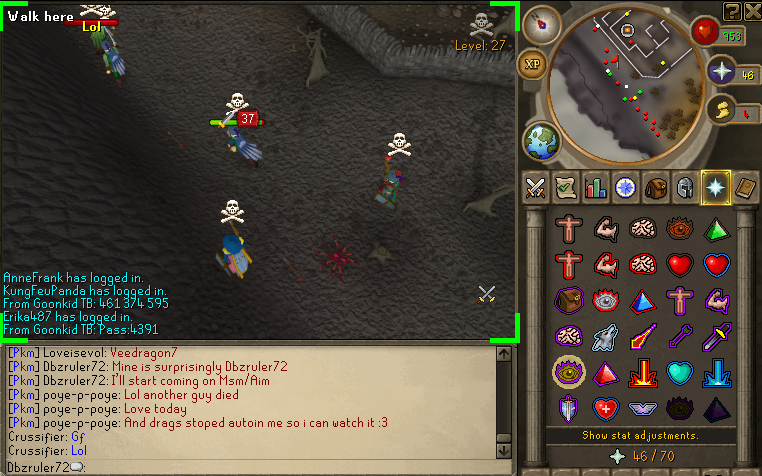 Walk here
Lol
Level: 27
37
953
XP
46
4
AnneFrank has logged in.
KungFeuPanda has logged in.
From Goonkid TB: 461 374 595
Erika487 has logged in.
From Goonkid TB: Pass:4391
[Pkm] Loveisevol: Veedragon7
[Pkm] Dbzruler72: Mine is surprisingly Dbzruler72
[Pkm] Dbzruler72: I'll start coming on Msm/Aim
[Pkm] poye-p-poye: Lol another guy died
[Pkm] poye-p-poye: Love today
[Pkm] poye-p-poye: And drags stoped autoin me so i can watch it :3
Crussifier: Gf
Crussifier: Lol
Dbzruler72:
Show stat adjustments.
46 / 70